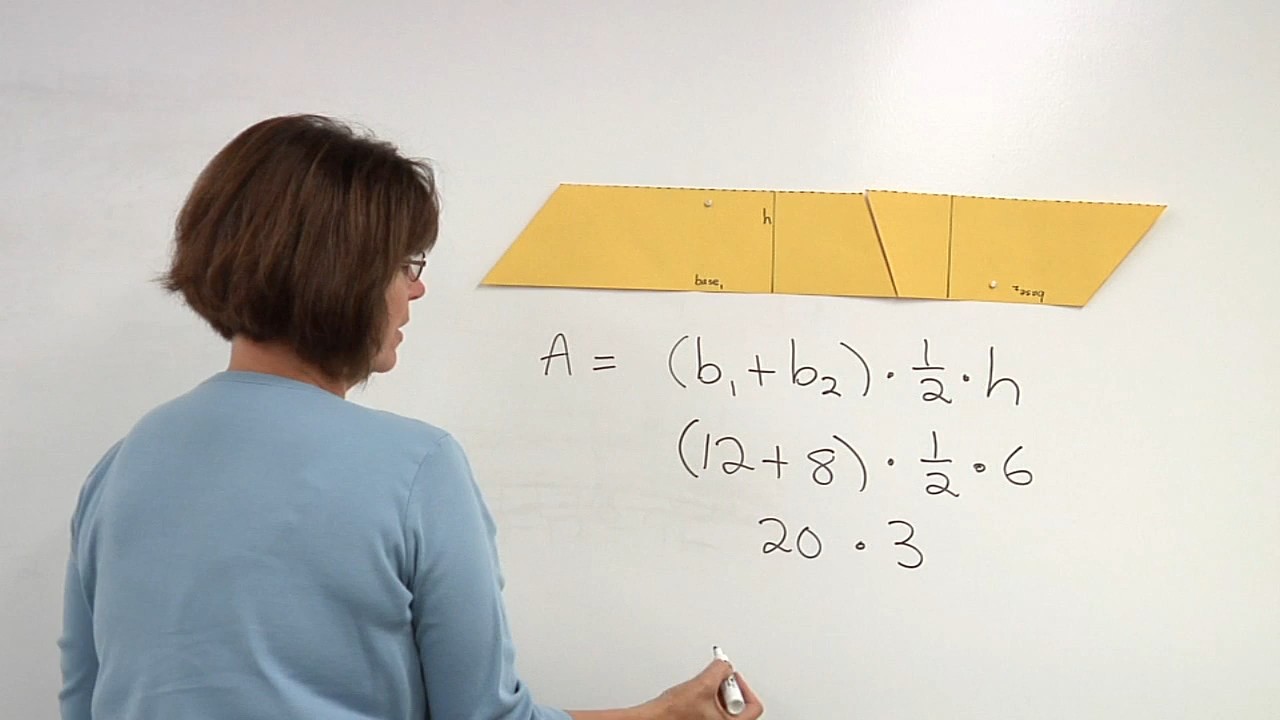 h
base₁
base₂
A = (b₁ + b₂) · 1/2 · h
(12 + 8) · 1/2 · 6
20 · 3